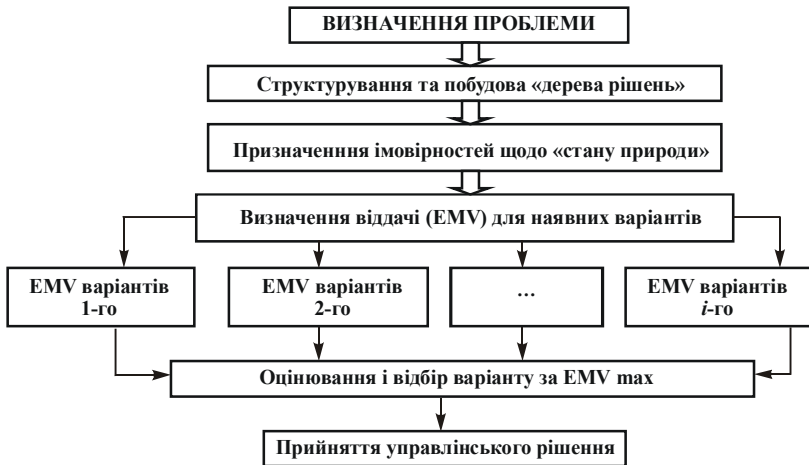 ВИЗНАЧЕННЯ ПРОБЛЕМИ
Структурування та побудова «дерева рішень»
Призначенння імовірностей щодо «стану природи»
Визначення віддачі (EMV) для наявних варіантів
EMV варіантів
1-го
EMV варіантів
2-го
...
EMV варіантів
i-го
Оцінювання і відбір варіанту за EMV max
Прийняття управлінського рішення